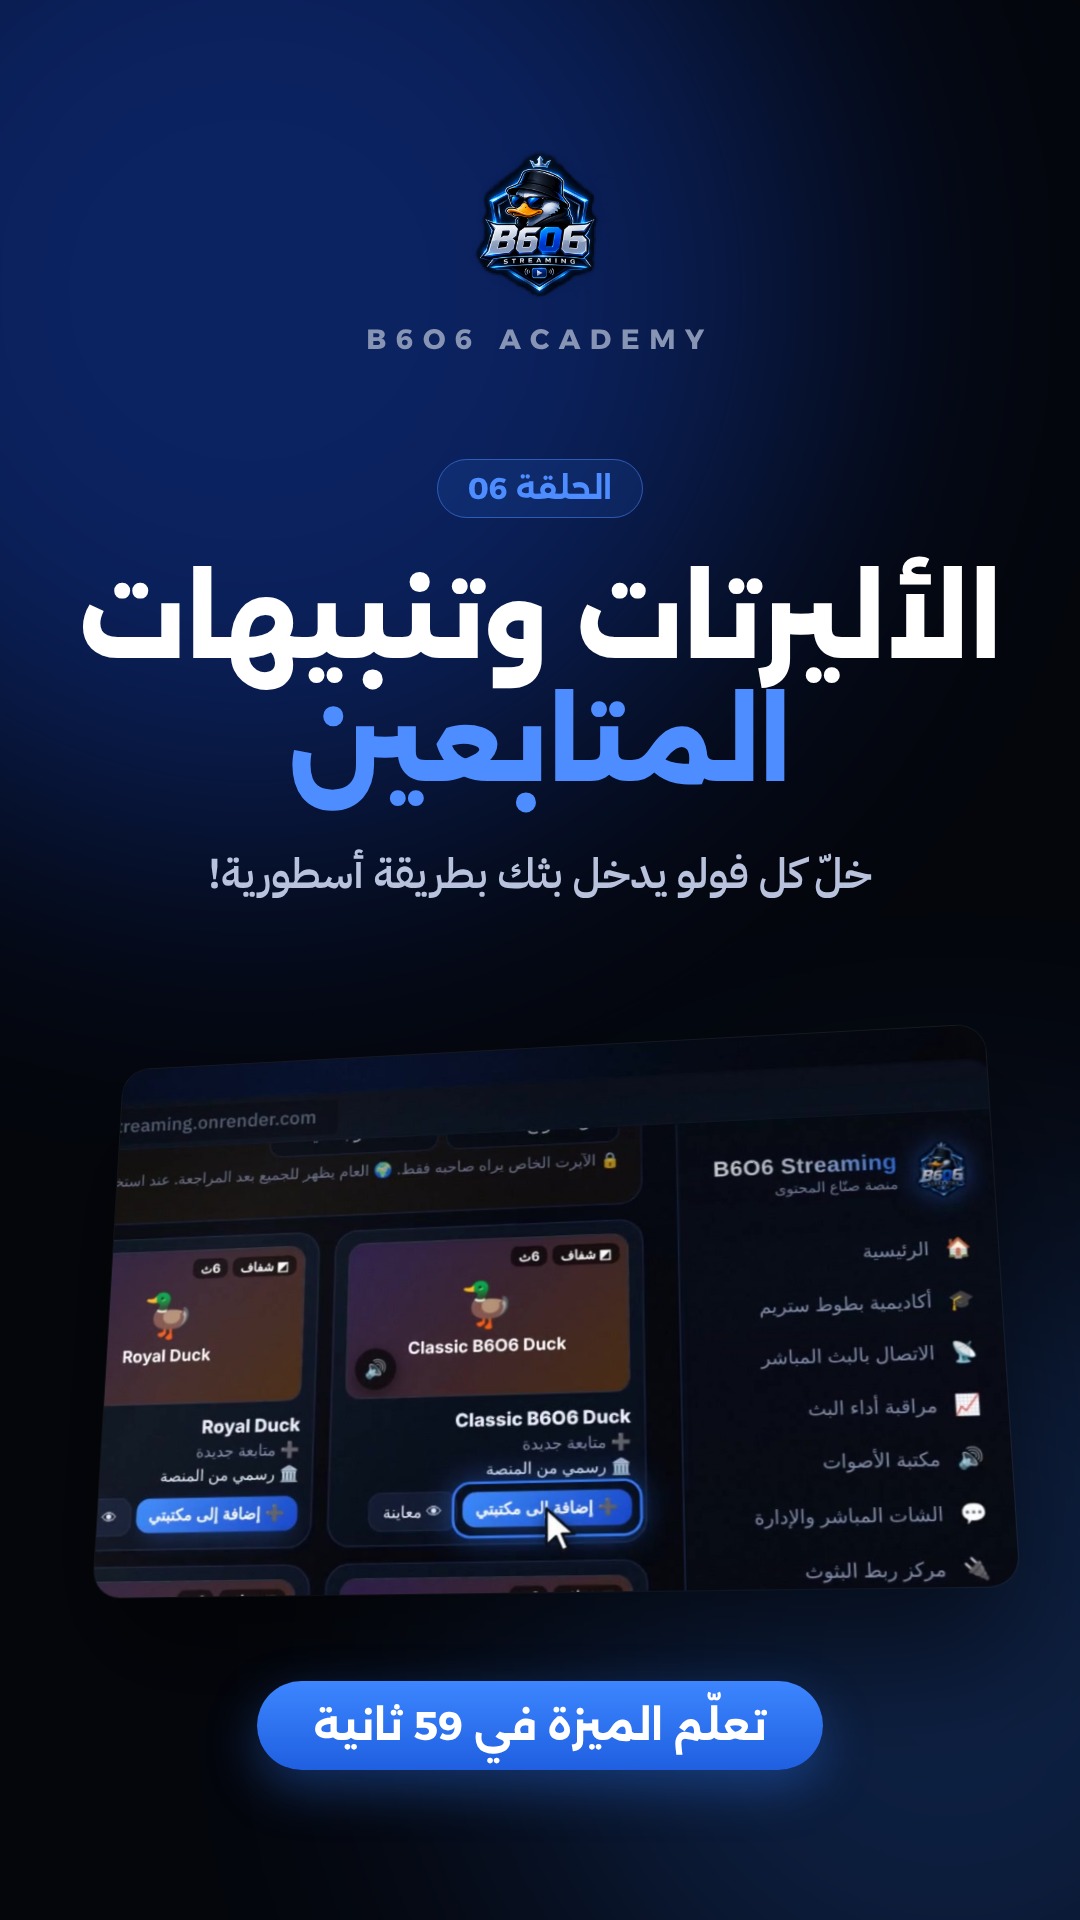 B6O6
STREAMING
B6O6 ACADEMY
الحلقة 06
الأليرتات وتنبيهات
المتابعين
خلّ كل فولو يدخل بثك بطريقة أسطورية!
treaming.onrender.com
B6O6 Streaming
منصة صنّاع المحتوى
🔒 الأليرت الخاص يراه صاحبه فقط. 🌍 العام يظهر للجميع بعد المراجعة. عند
الرئيسية
أكاديمية بطوط ستريم
الاتصال بالبث المباشر
مراقبة أداء البث
مكتبة الأصوات
الشات المباشر والإدارة
مركز ربط البثوث
شفاف 6ث
Classic B6O6 Duck
Classic B6O6 Duck
➕ متابعة جديدة
🏛️ رسمي من المنصة
➕ إضافة إلى مكتبتي
👁 معاينة
شفاف 6ث
Royal Duck
Royal Duck
➕ متابعة جديدة
🏛️ رسمي من المنصة
➕ إضافة إلى مكتبتي
تعلّم الميزة في 59 ثانية